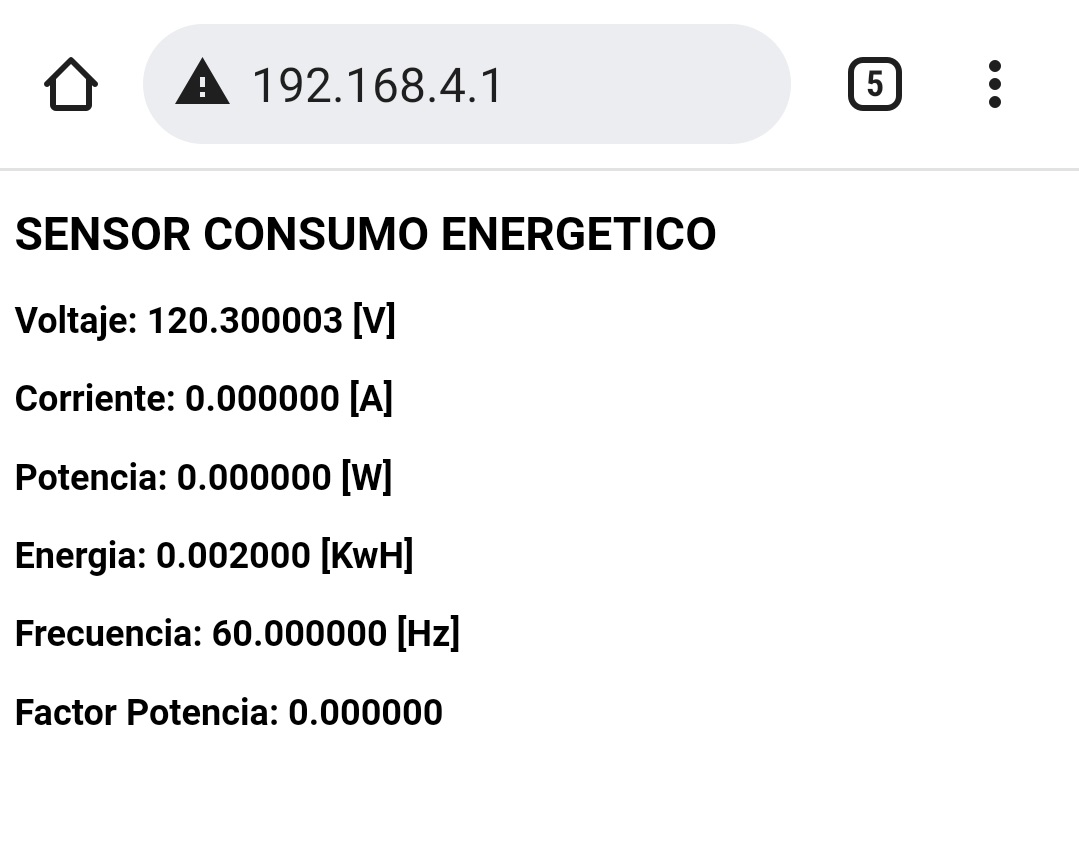 192.168.4.1
5
SENSOR CONSUMO ENERGETICO
Voltaje: 120.300003 [V]
Corriente: 0.000000 [A]
Potencia: 0.000000 [W]
Energia: 0.002000 [KwH]
Frecuencia: 60.000000 [Hz]
Factor Potencia: 0.000000